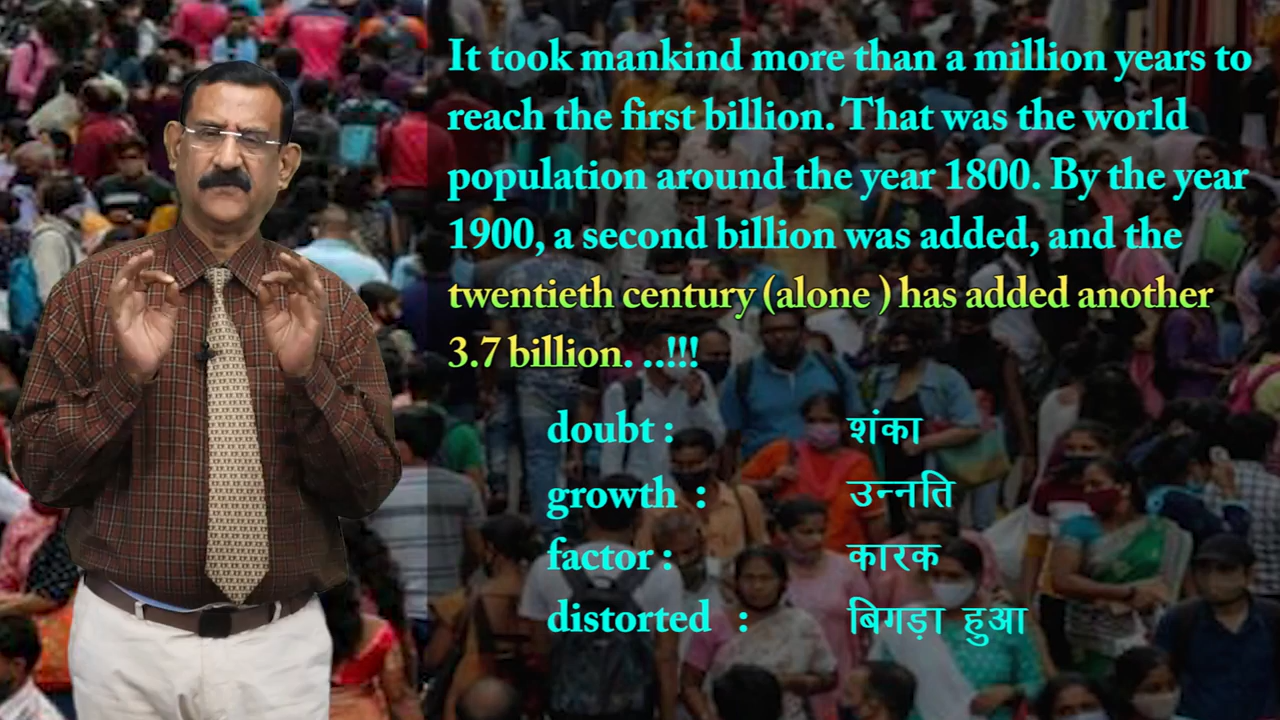 It took mankind more than a million years to
reach the first billion. That was the world
population around the year 1800. By the year
1900, a second billion was added, and the
twentieth century (alone ) has added another
3.7 billion. ..!!!
doubt : शंका
growth : उन्नति
factor : कारक
distorted : बिगड़ा हुआ